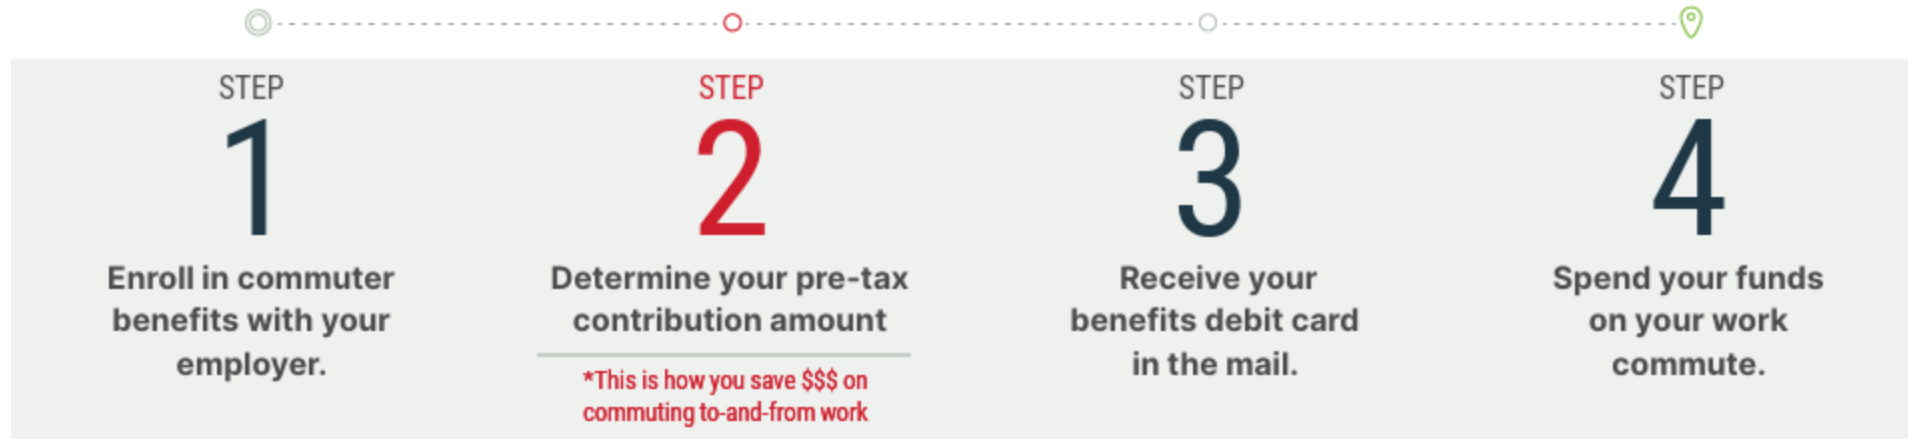 STEP
1
Enroll in commuter
benefits with your
employer.
STEP
2
Determine your pre-tax
contribution amount
*This is how you save $$$ on
commuting to-and-from work
STEP
3
Receive your
benefits debit card
in the mail.
STEP
4
Spend your funds
on your work
commute.